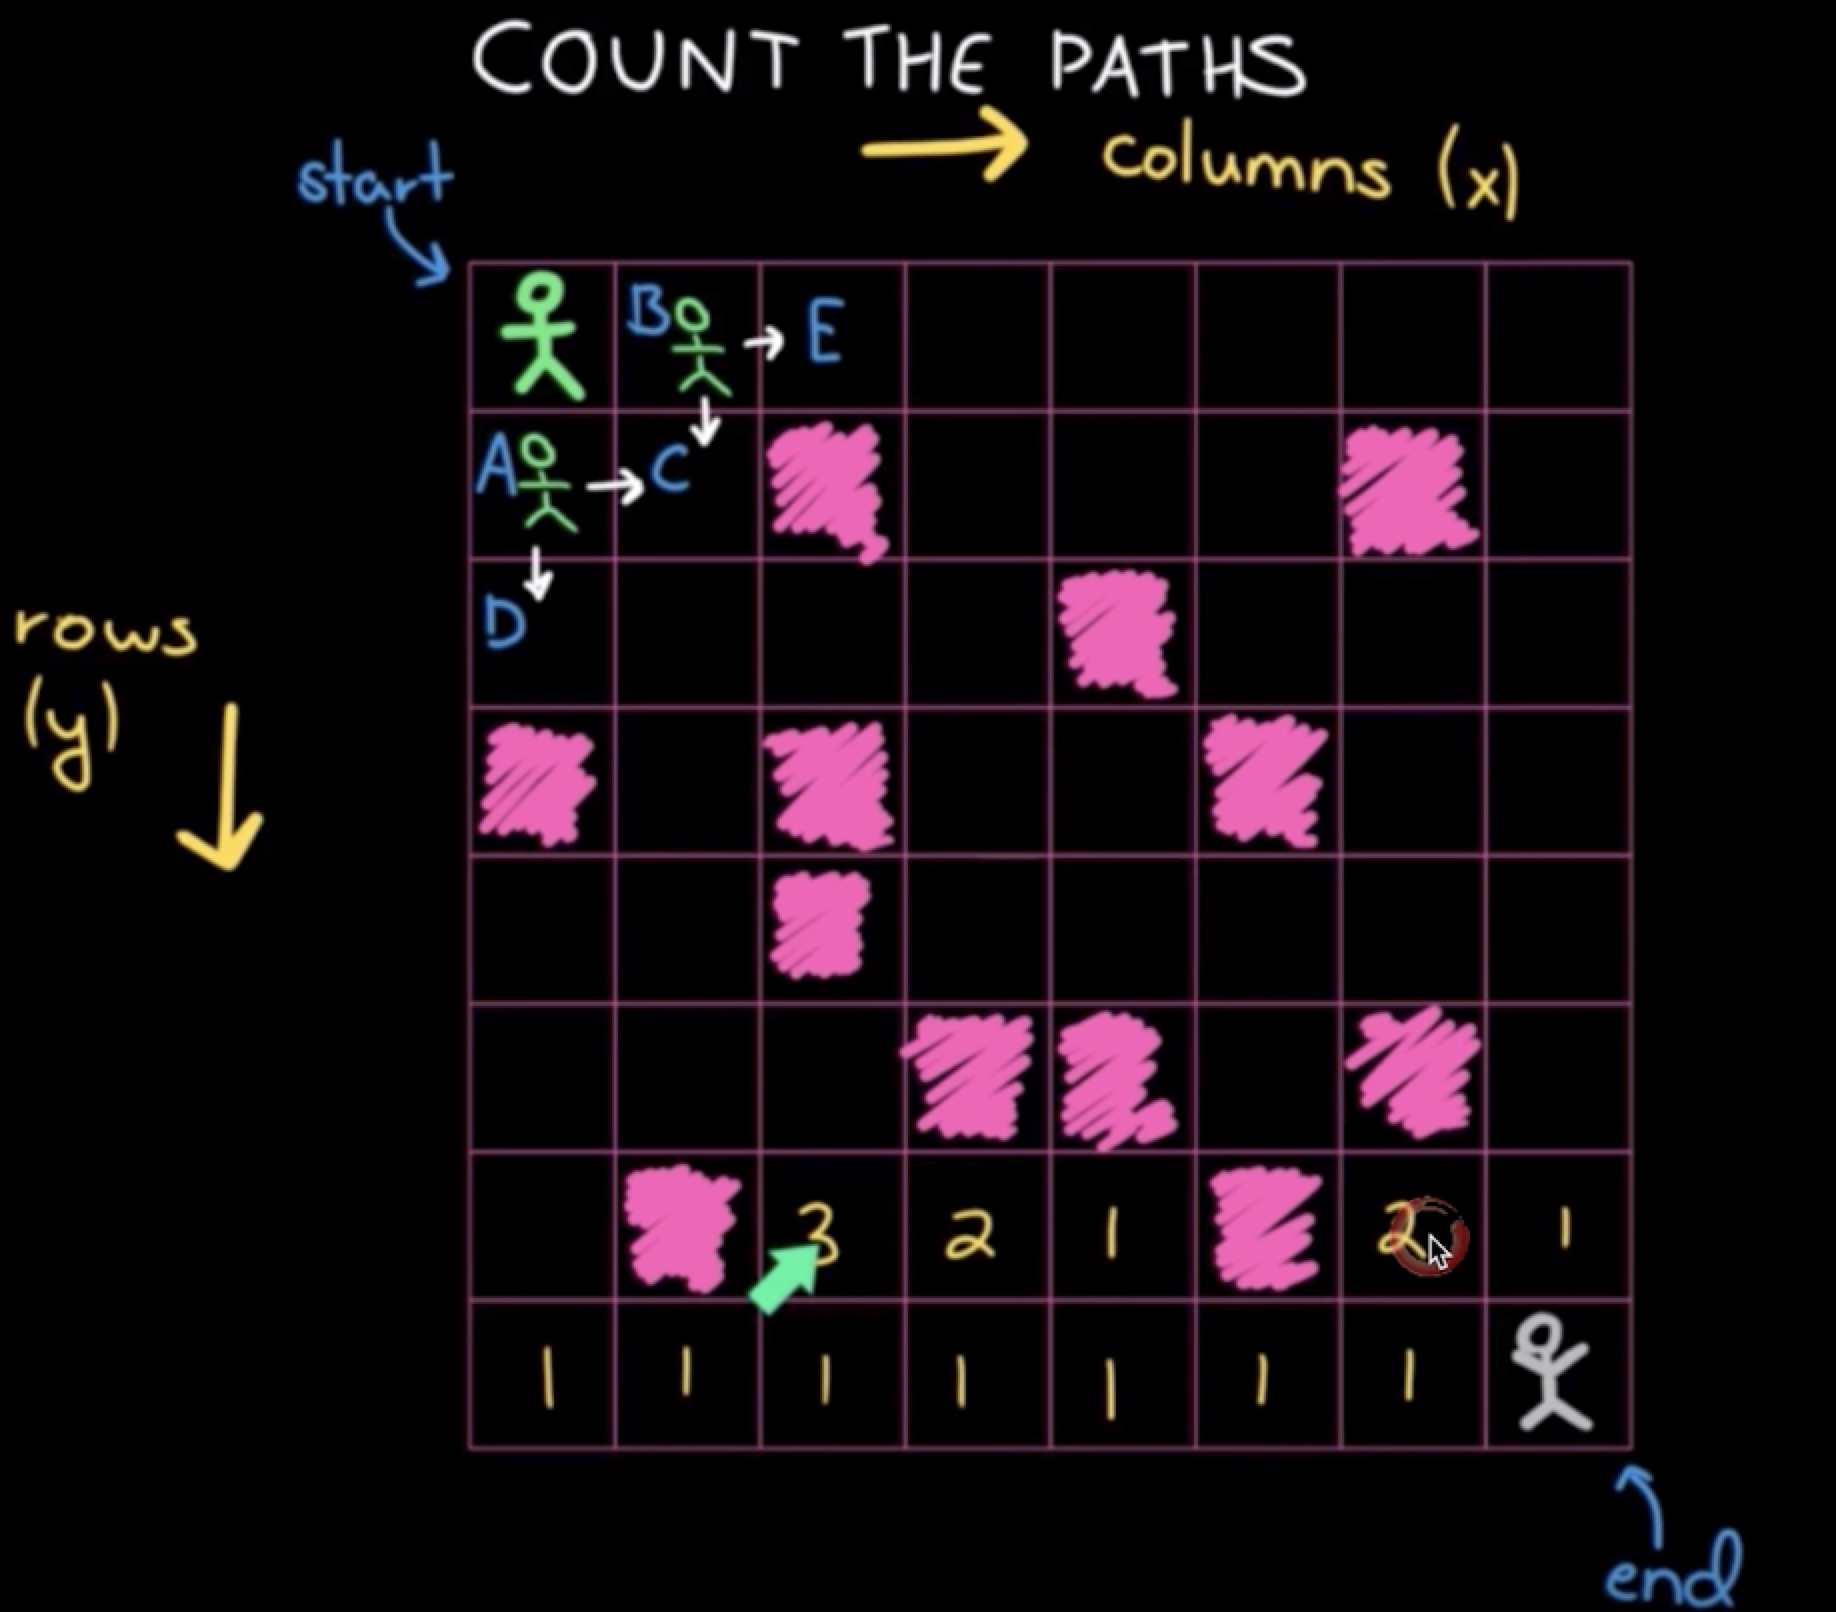 COUNT THE PATHS
columns (x)
start
B E
A C
D
rows
(y)
3 2 1 2 1
1 1 1 1 1 1 1
end